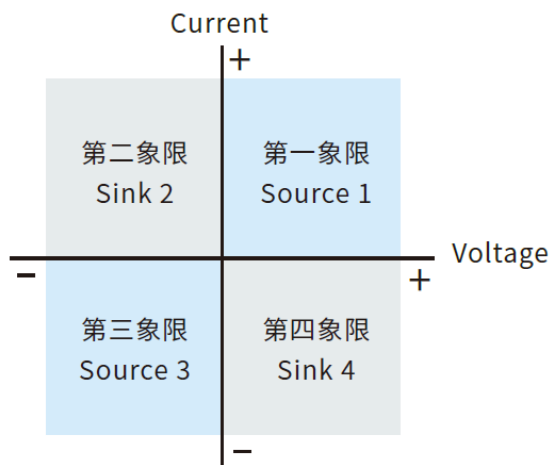 Current
+
第二象限
Sink 2
第一象限
Source 1
Voltage
−
+
第三象限
Source 3
第四象限
Sink 4
−